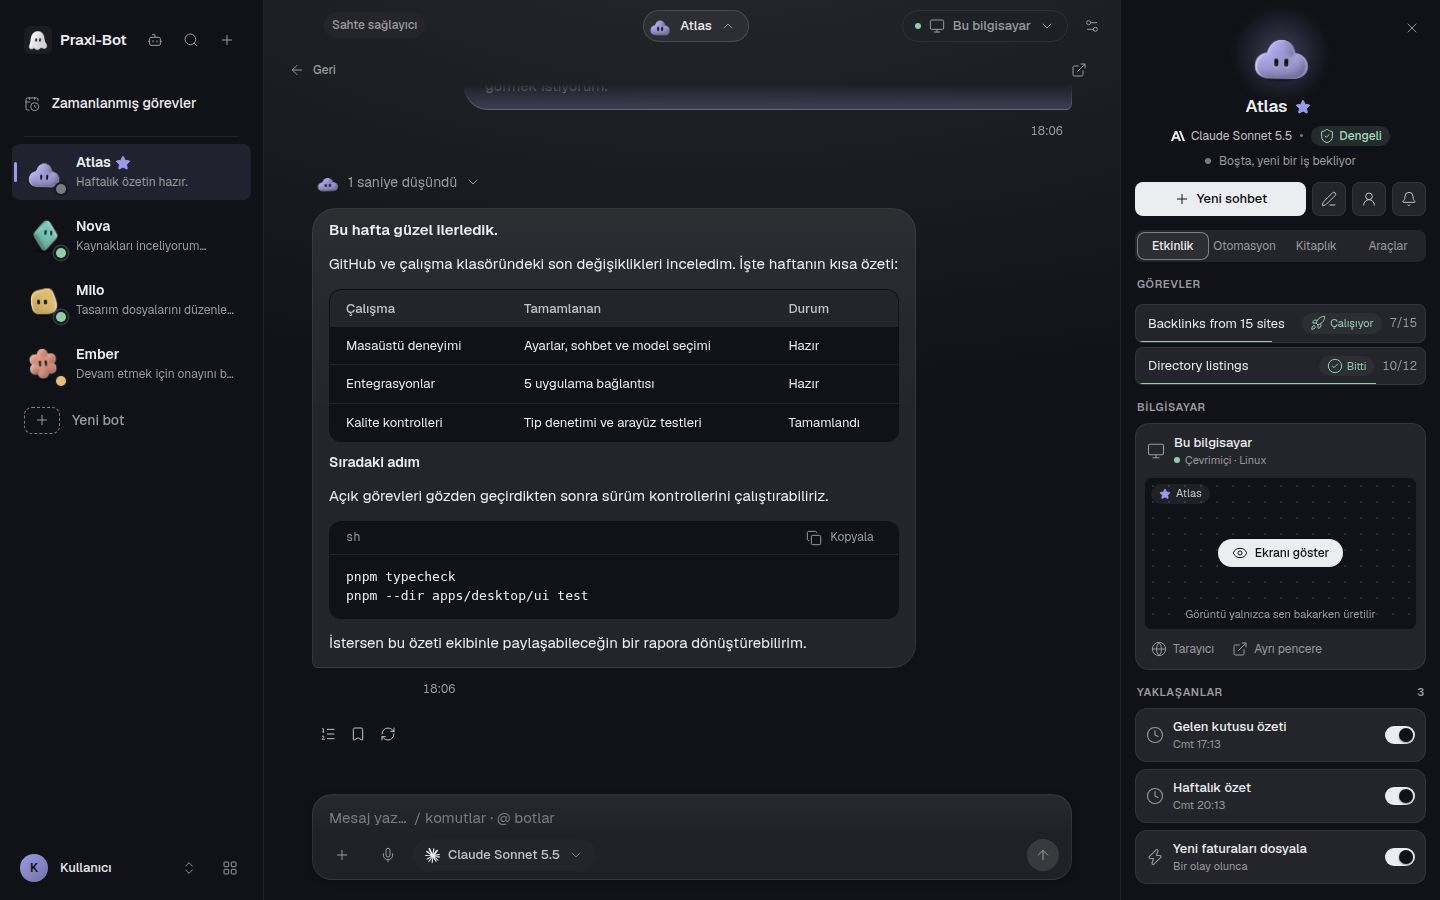 Praxi-Bot
Zamanlanmış görevler
Atlas
Haftalık özetin hazır.
Nova
Kaynakları inceliyorum...
Milo
Tasarım dosyalarını düzenle...
Ember
Devam etmek için onayını b...
Yeni bot
K
Kullanıcı
Sahte sağlayıcı
Atlas
Bu bilgisayar
Geri
görmek istiyorum.
18:06
1 saniye düşündü
Bu hafta güzel ilerledik.
GitHub ve çalışma klasöründeki son değişiklikleri inceledim. İşte haftanın kısa özeti:
Çalışma Tamamlanan Durum
Masaüstü deneyimi Ayarlar, sohbet ve model seçimi Hazır
Entegrasyonlar 5 uygulama bağlantısı Hazır
Kalite kontrolleri Tip denetimi ve arayüz testleri Tamamlandı
Sıradaki adım
Açık görevleri gözden geçirdikten sonra sürüm kontrollerini çalıştırabiliriz.
sh Kopyala
pnpm typecheck
pnpm --dir apps/desktop/ui test
İstersen bu özeti ekibinle paylaşabileceğin bir rapora dönüştürebilirim.
18:06
Mesaj yaz... / komutlar · @ botlar
Claude Sonnet 5.5
Atlas
Claude Sonnet 5.5 • Dengeli
Boşta, yeni bir iş bekliyor
Yeni sohbet
Etkinlik Otomasyon Kitaplık Araçlar
GÖREVLER
Backlinks from 15 sites Çalışıyor 7/15
Directory listings Bitti 10/12
BİLGİSAYAR
Bu bilgisayar
Çevrimiçi · Linux
Atlas
Ekranı göster
Görüntü yalnızca sen bakarken üretilir
Tarayıcı Ayrı pencere
YAKLAŞANLAR 3
Gelen kutusu özeti
Cmt 17:13
Haftalık özet
Cmt 20:13
Yeni faturaları dosyala
Bir olay olunca